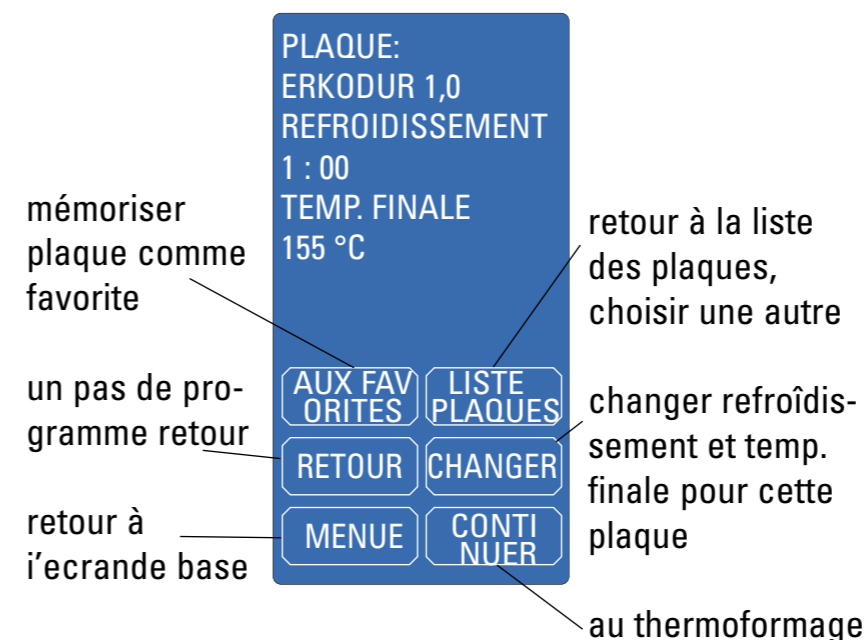 PLAQUE:
ERKODUR 1,0
REFROIDISSEMENT
1 : 00
TEMP. FINALE
155 °C
mémoriser
plaque comme
favorite
retour à la liste
des plaques,
choisir une autre
AUX FAV
ORITES
LISTE
PLAQUES
un pas de pro-
gramme retour
RETOUR
CHANGER
changer refroîdis-
sement et temp.
finale pour cette
plaque
retour à
i’ecrande base
MENUE
CONTI
NUER
au thermoformage